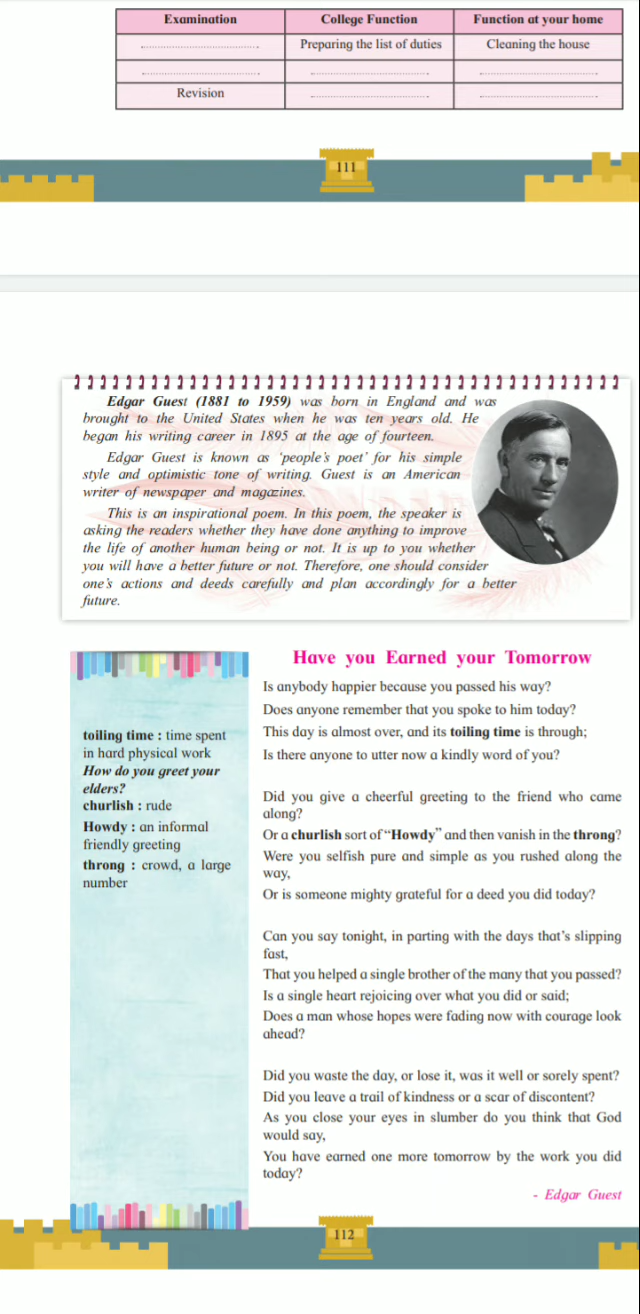 Examination College Function Function at your home
........................................ Preparing the list of duties Cleaning the house
........................................ ........................................ ........................................
Revision ........................................ ........................................
111
Edgar Guest (1881 to 1959) was born in England and was
brought to the United States when he was ten years old. He
began his writing career in 1895 at the age of fourteen.
Edgar Guest is known as ‘people’s poet’ for his simple
style and optimistic tone of writing. Guest is an American
writer of newspaper and magazines.
This is an inspirational poem. In this poem, the speaker is
asking the readers whether they have done anything to improve
the life of another human being or not. It is up to you whether
you will have a better future or not. Therefore, one should consider
one’s actions and deeds carefully and plan accordingly for a better
future.
toiling time : time spent
in hard physical work
How do you greet your
elders?
churlish : rude
Howdy : an informal
friendly greeting
throng : crowd, a large
number
Have you Earned your Tomorrow
Is anybody happier because you passed his way?
Does anyone remember that you spoke to him today?
This day is almost over, and its toiling time is through;
Is there anyone to utter now a kindly word of you?
Did you give a cheerful greeting to the friend who came
along?
Or a churlish sort of “Howdy” and then vanish in the throng?
Were you selfish pure and simple as you rushed along the
way,
Or is someone mighty grateful for a deed you did today?
Can you say tonight, in parting with the days that’s slipping
fast,
That you helped a single brother of the many that you passed?
Is a single heart rejoicing over what you did or said;
Does a man whose hopes were fading now with courage look
ahead?
Did you waste the day, or lose it, was it well or sorely spent?
Did you leave a trail of kindness or a scar of discontent?
As you close your eyes in slumber do you think that God
would say,
You have earned one more tomorrow by the work you did
today?
- Edgar Guest
112